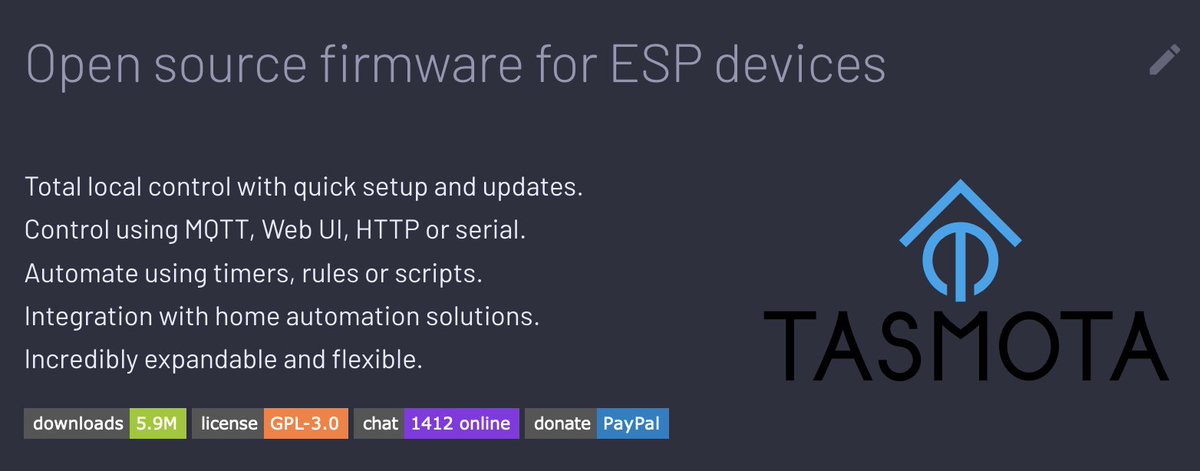 Open source firmware for ESP devices
Total local control with quick setup and updates.
Control using MQTT, Web UI, HTTP or serial.
Automate using timers, rules or scripts.
Integration with home automation solutions.
Incredibly expandable and flexible.
TASMOTA
downloads 5.9M license GPL-3.0 chat 1412 online donate PayPal